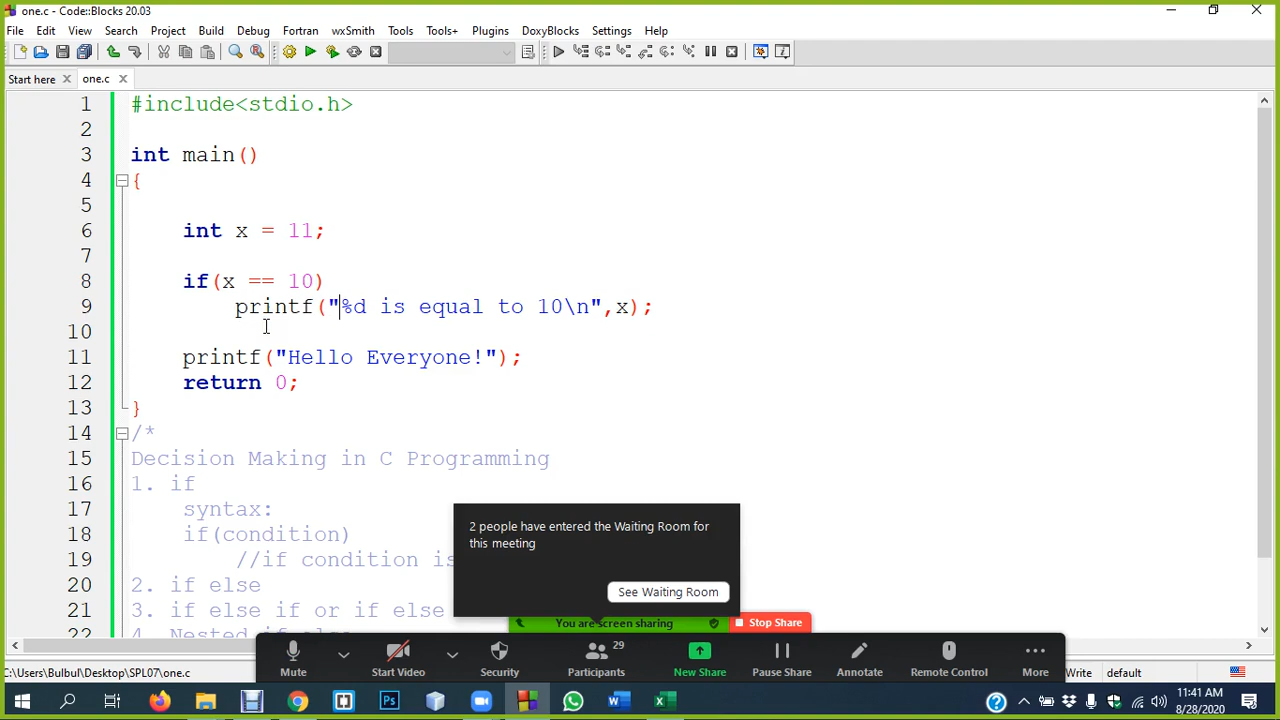 one.c - Code::Blocks 20.03
File Edit View Search Project Build Debug Fortran wxSmith Tools Tools+ Plugins DoxyBlocks Settings Help
Start here one.c
1 #include<stdio.h>
2
3 int main()
4 {
5
6 int x = 11;
7
8 if(x == 10)
9 printf("%d is equal to 10\n",x);
10
11 printf("Hello Everyone!");
12 return 0;
13 }
14 /*
15 Decision Making in C Programming
16 1. if
17 syntax:
18 if(condition)
19 //if condition is
20 2. if else
21 3. if else if or if else
22 4. Nested if else
2 people have entered the Waiting Room for
this meeting
See Waiting Room
You are screen sharing Stop Share
29
Mute Start Video Security Participants New Share Pause Share Annotate Remote Control More
C:\Users\Bulbul\Desktop\SPL07\one.c Write default
11:41 AM
8/28/2020